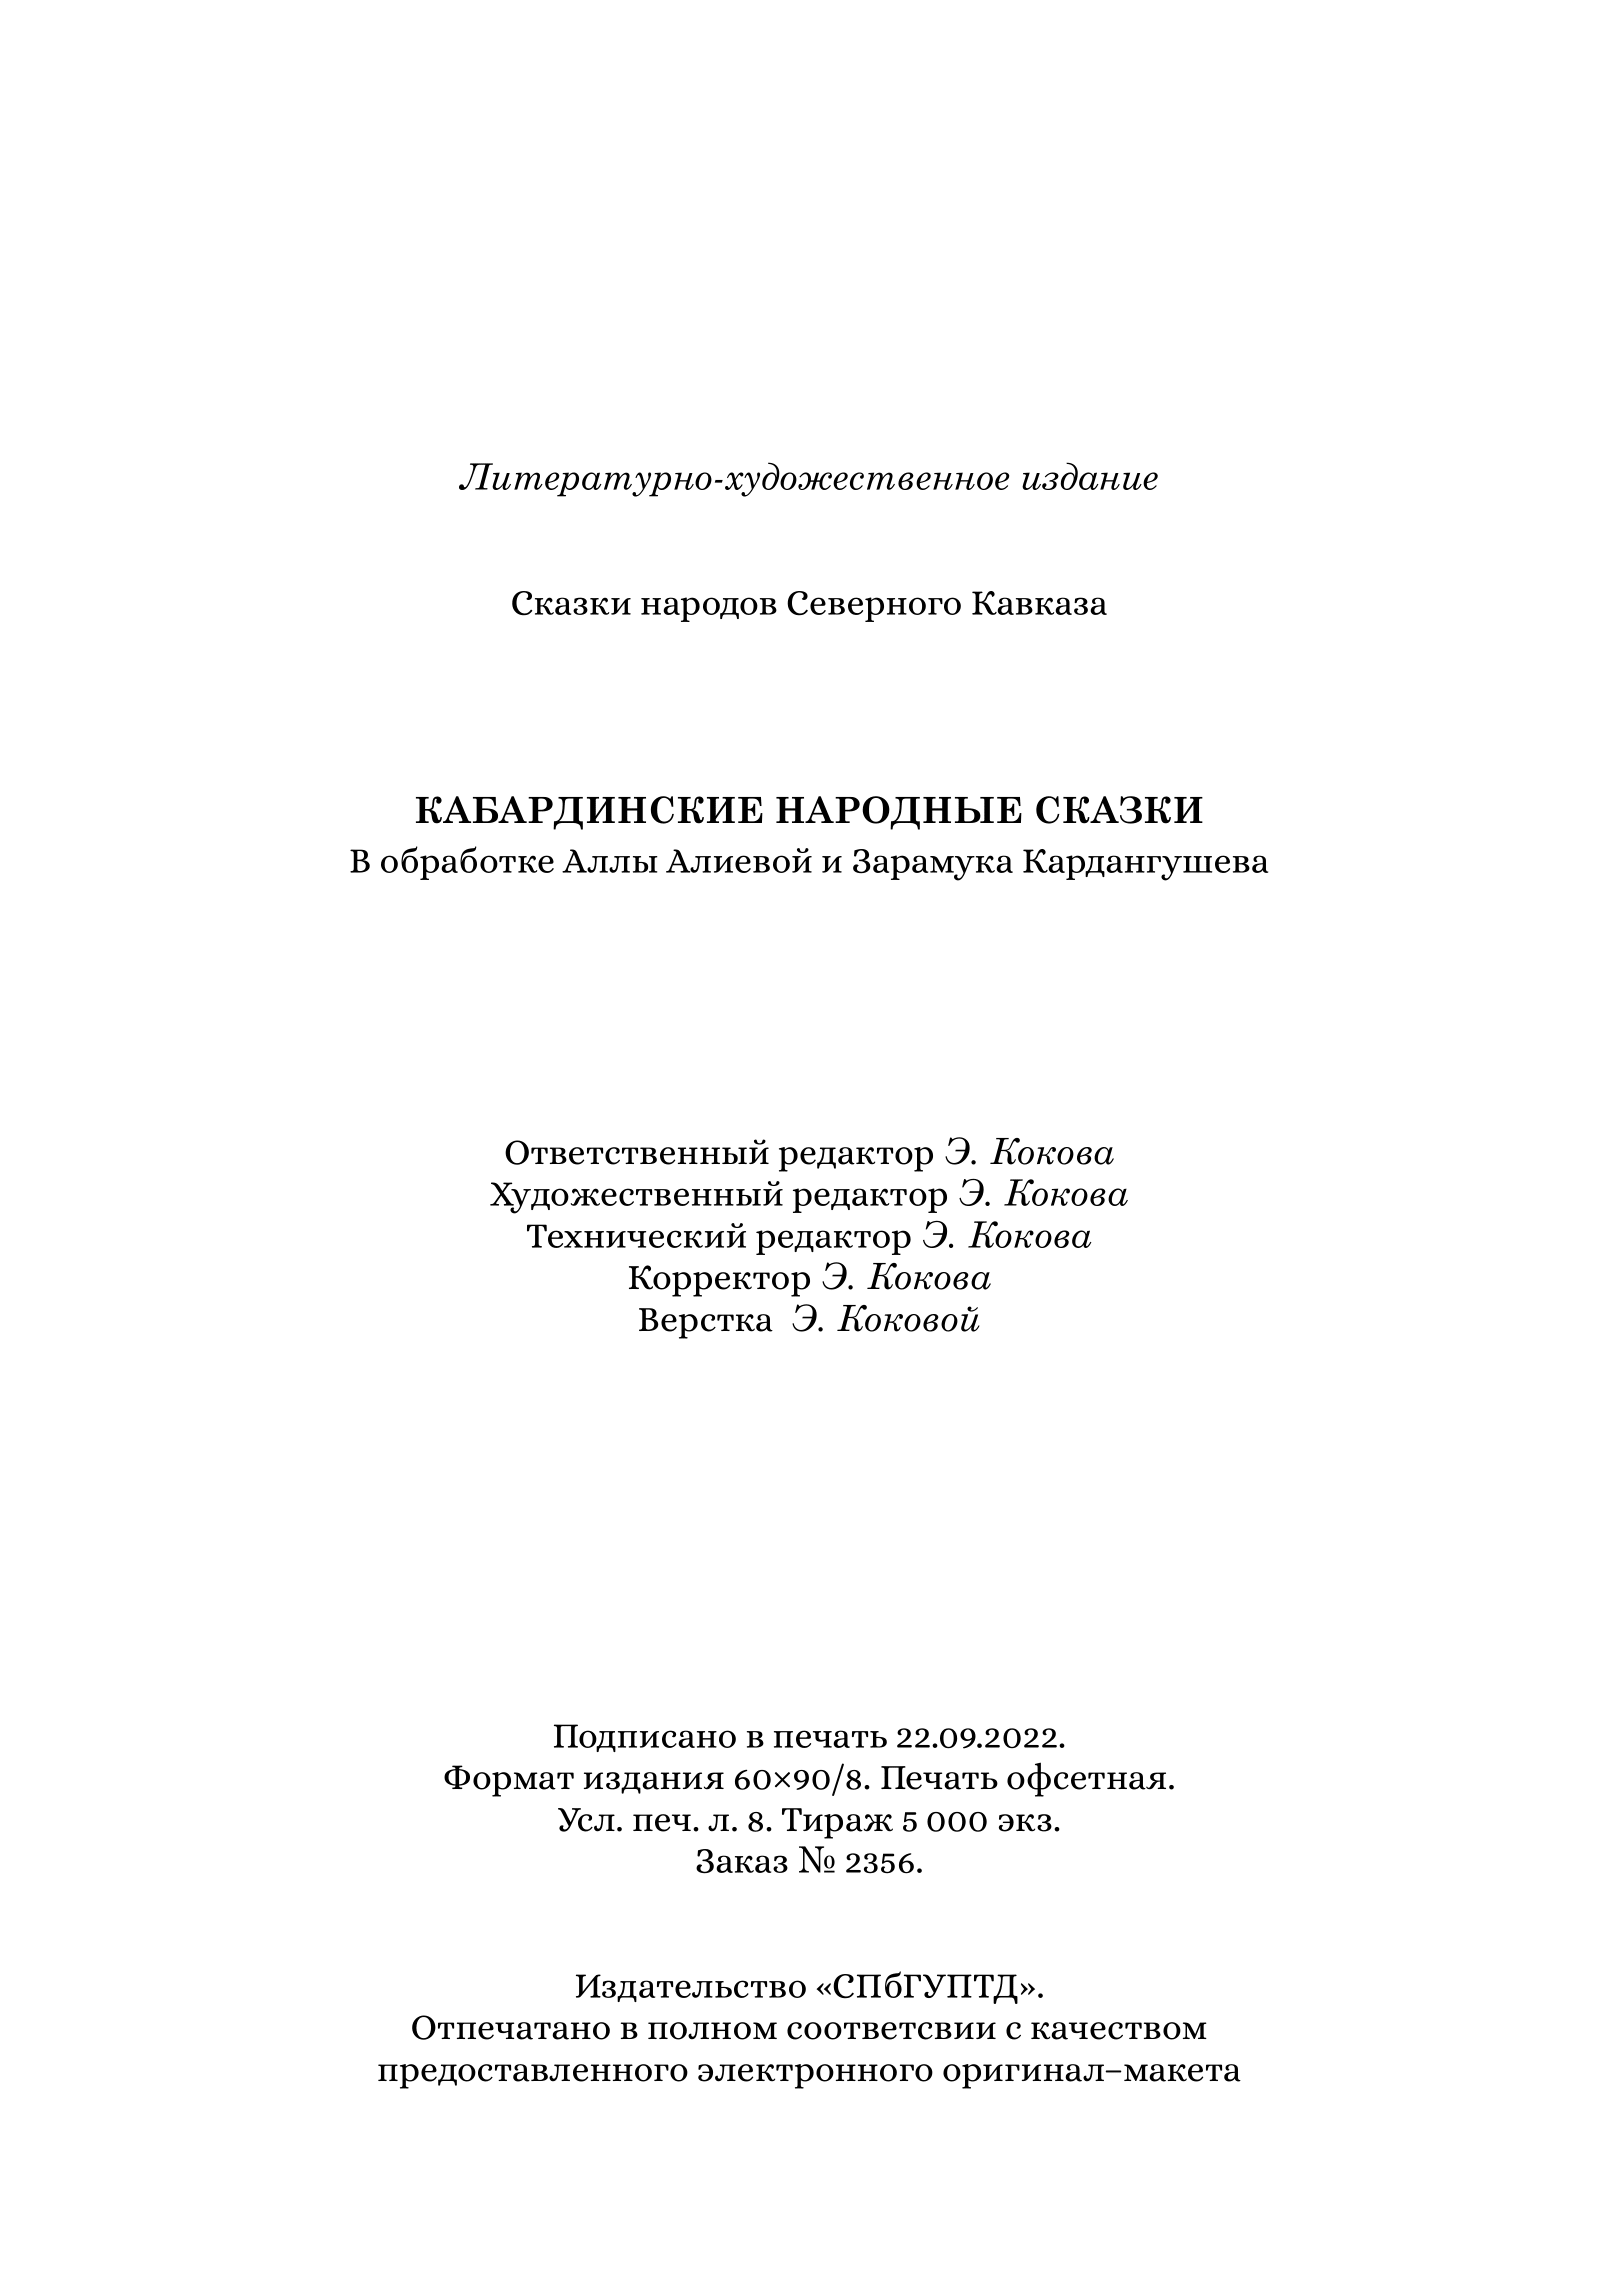 Литературно-художественное издание
Сказки народов Северного Кавказа
КАБАРДИНСКИЕ НАРОДНЫЕ СКАЗКИ
В обработке Аллы Алиевой и Зарамука Кардангушева
Ответственный редактор Э. Кокова
Художественный редактор Э. Кокова
Технический редактор Э. Кокова
Корректор Э. Кокова
Верстка Э. Коковой
Подписано в печать 22.09.2022.
Формат издания 60×90/8. Печать офсетная.
Усл. печ. л. 8. Тираж 5 000 экз.
Заказ № 2356.
Издательство «СПбГУПТД».
Отпечатано в полном соответсвии с качеством
предоставленного электронного оригинал–макета